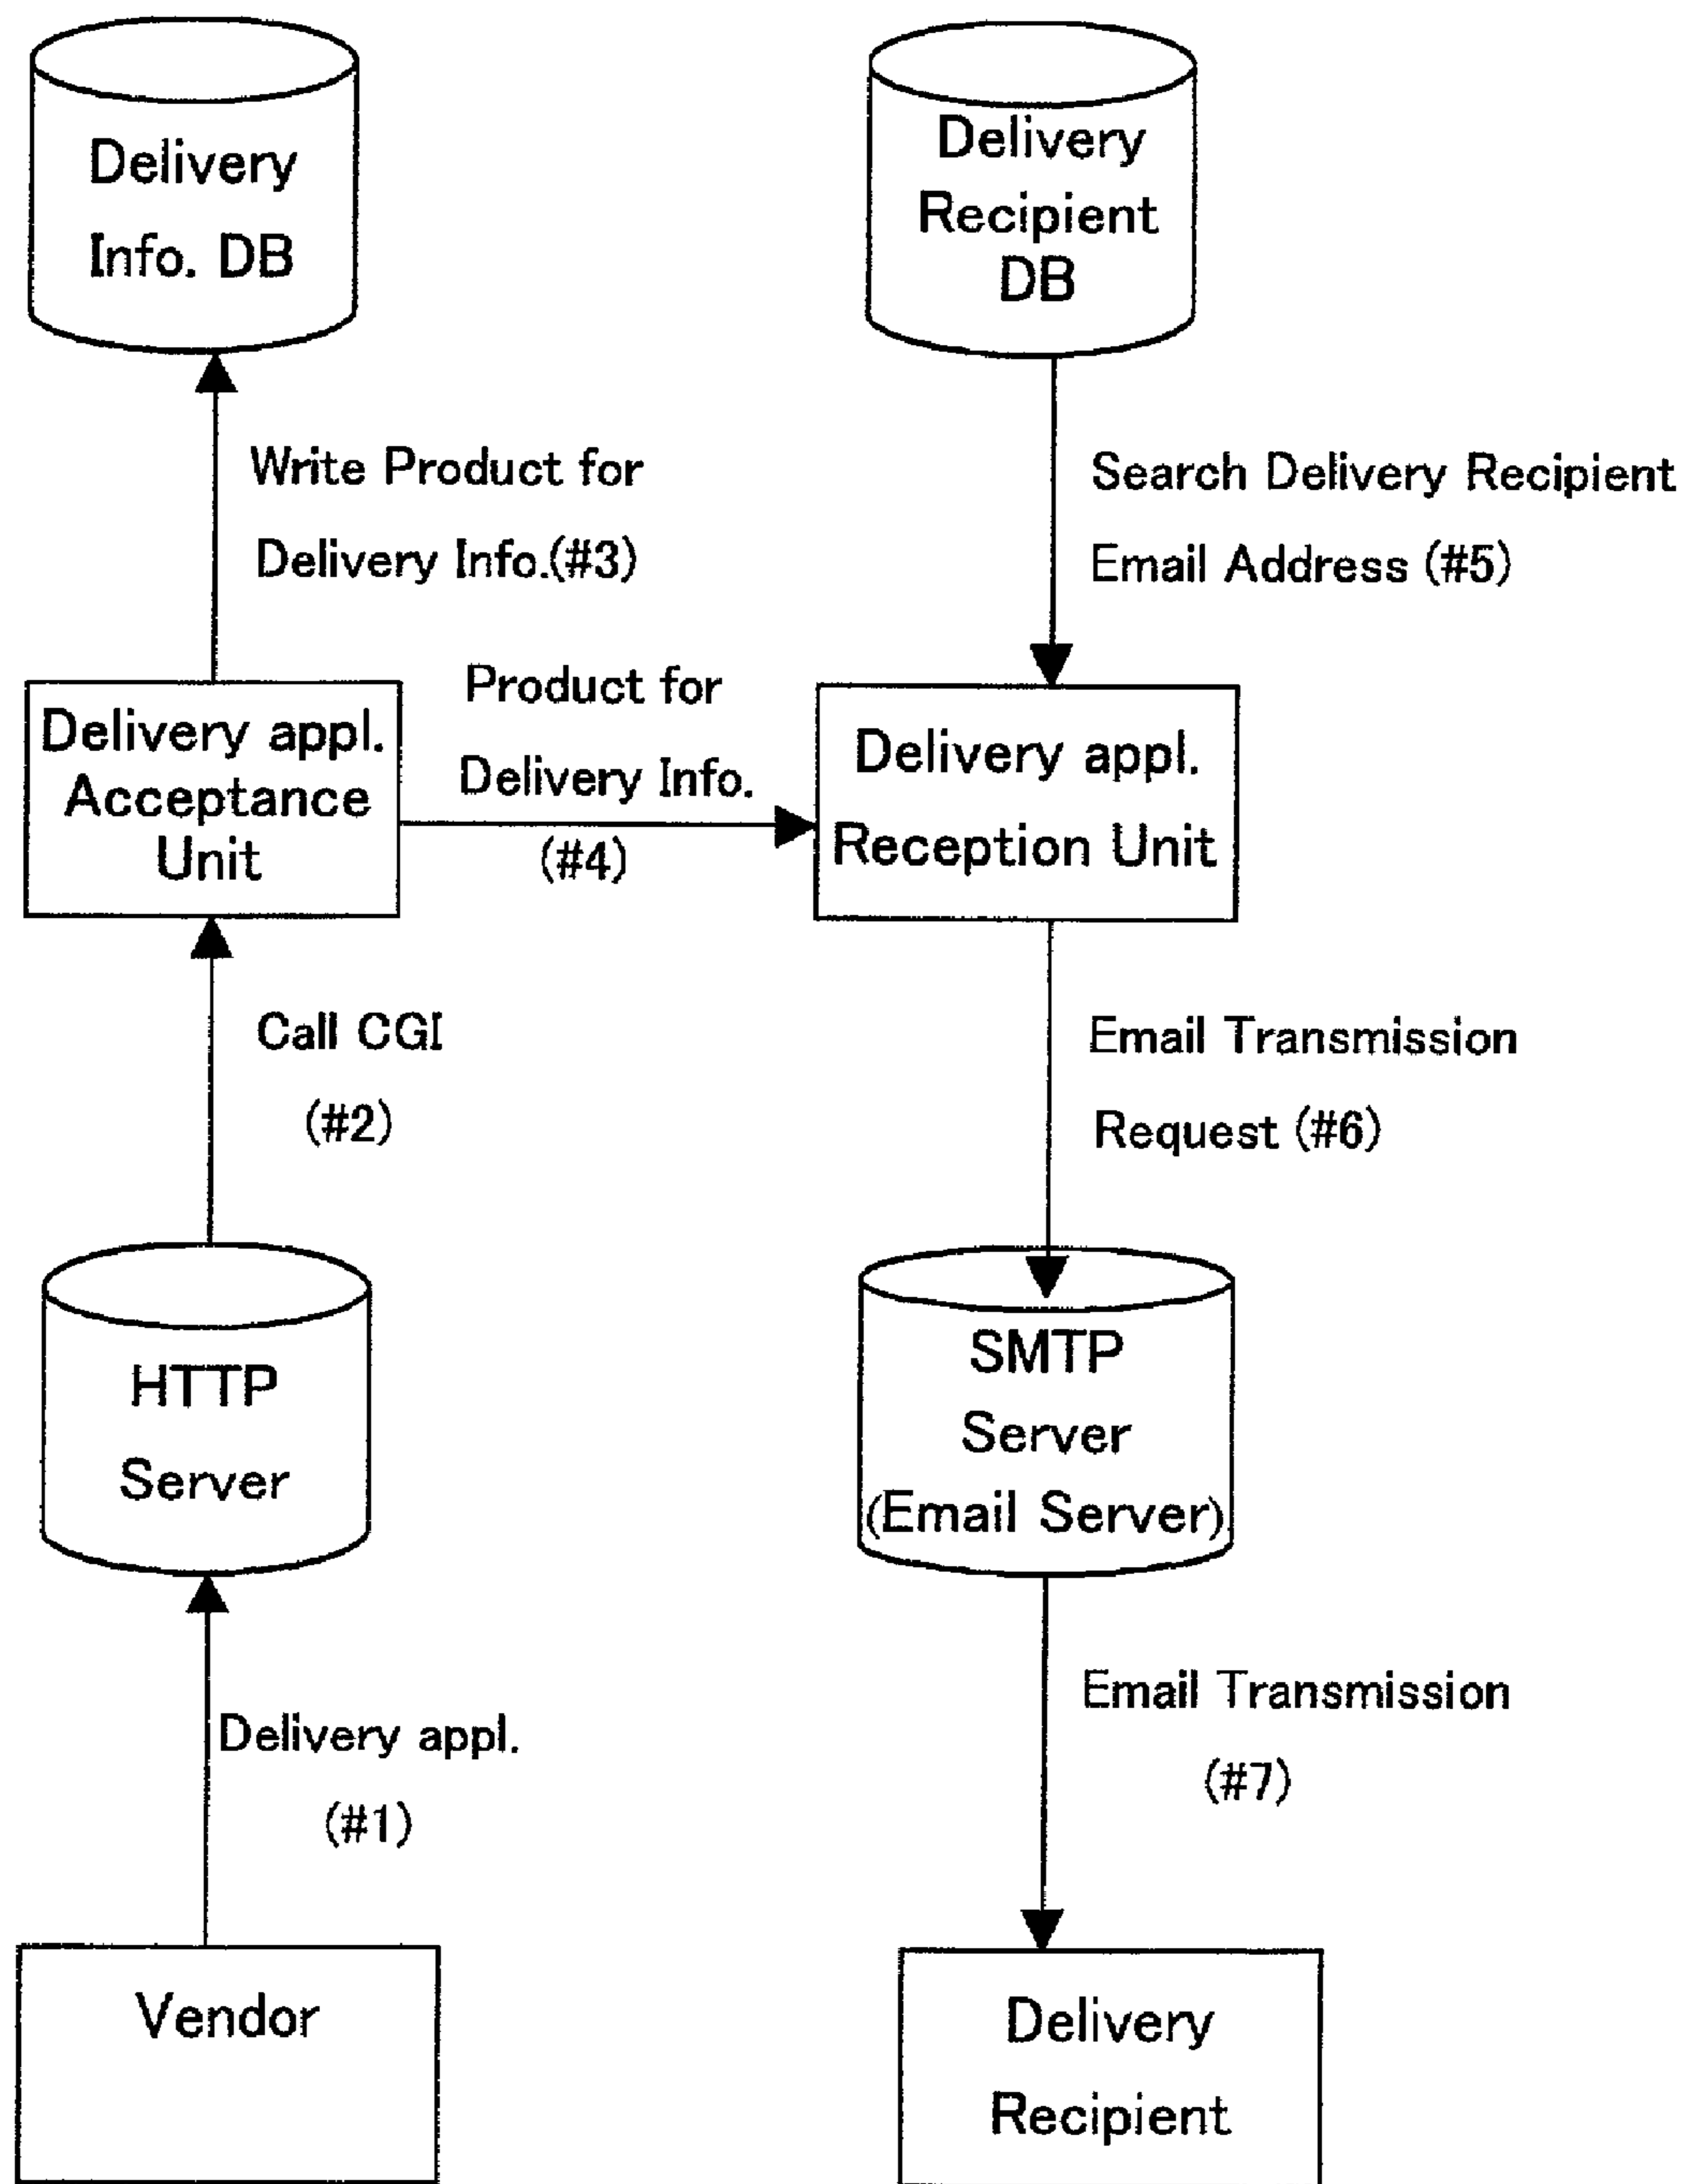 Delivery
Info. DB
Delivery
Recipient
DB
Write Product for
Delivery Info.(#3)
Search Delivery Recipient
Email Address (#5)
Delivery appl.
Acceptance
Unit
Product for
Delivery Info.
(#4)
Delivery appl.
Reception Unit
Call CGI
(#2)
Email Transmission
Request (#6)
HTTP
Server
SMTP
Server
(Email Server)
Delivery appl.
(#1)
Email Transmission
(#7)
Vendor
Delivery
Recipient